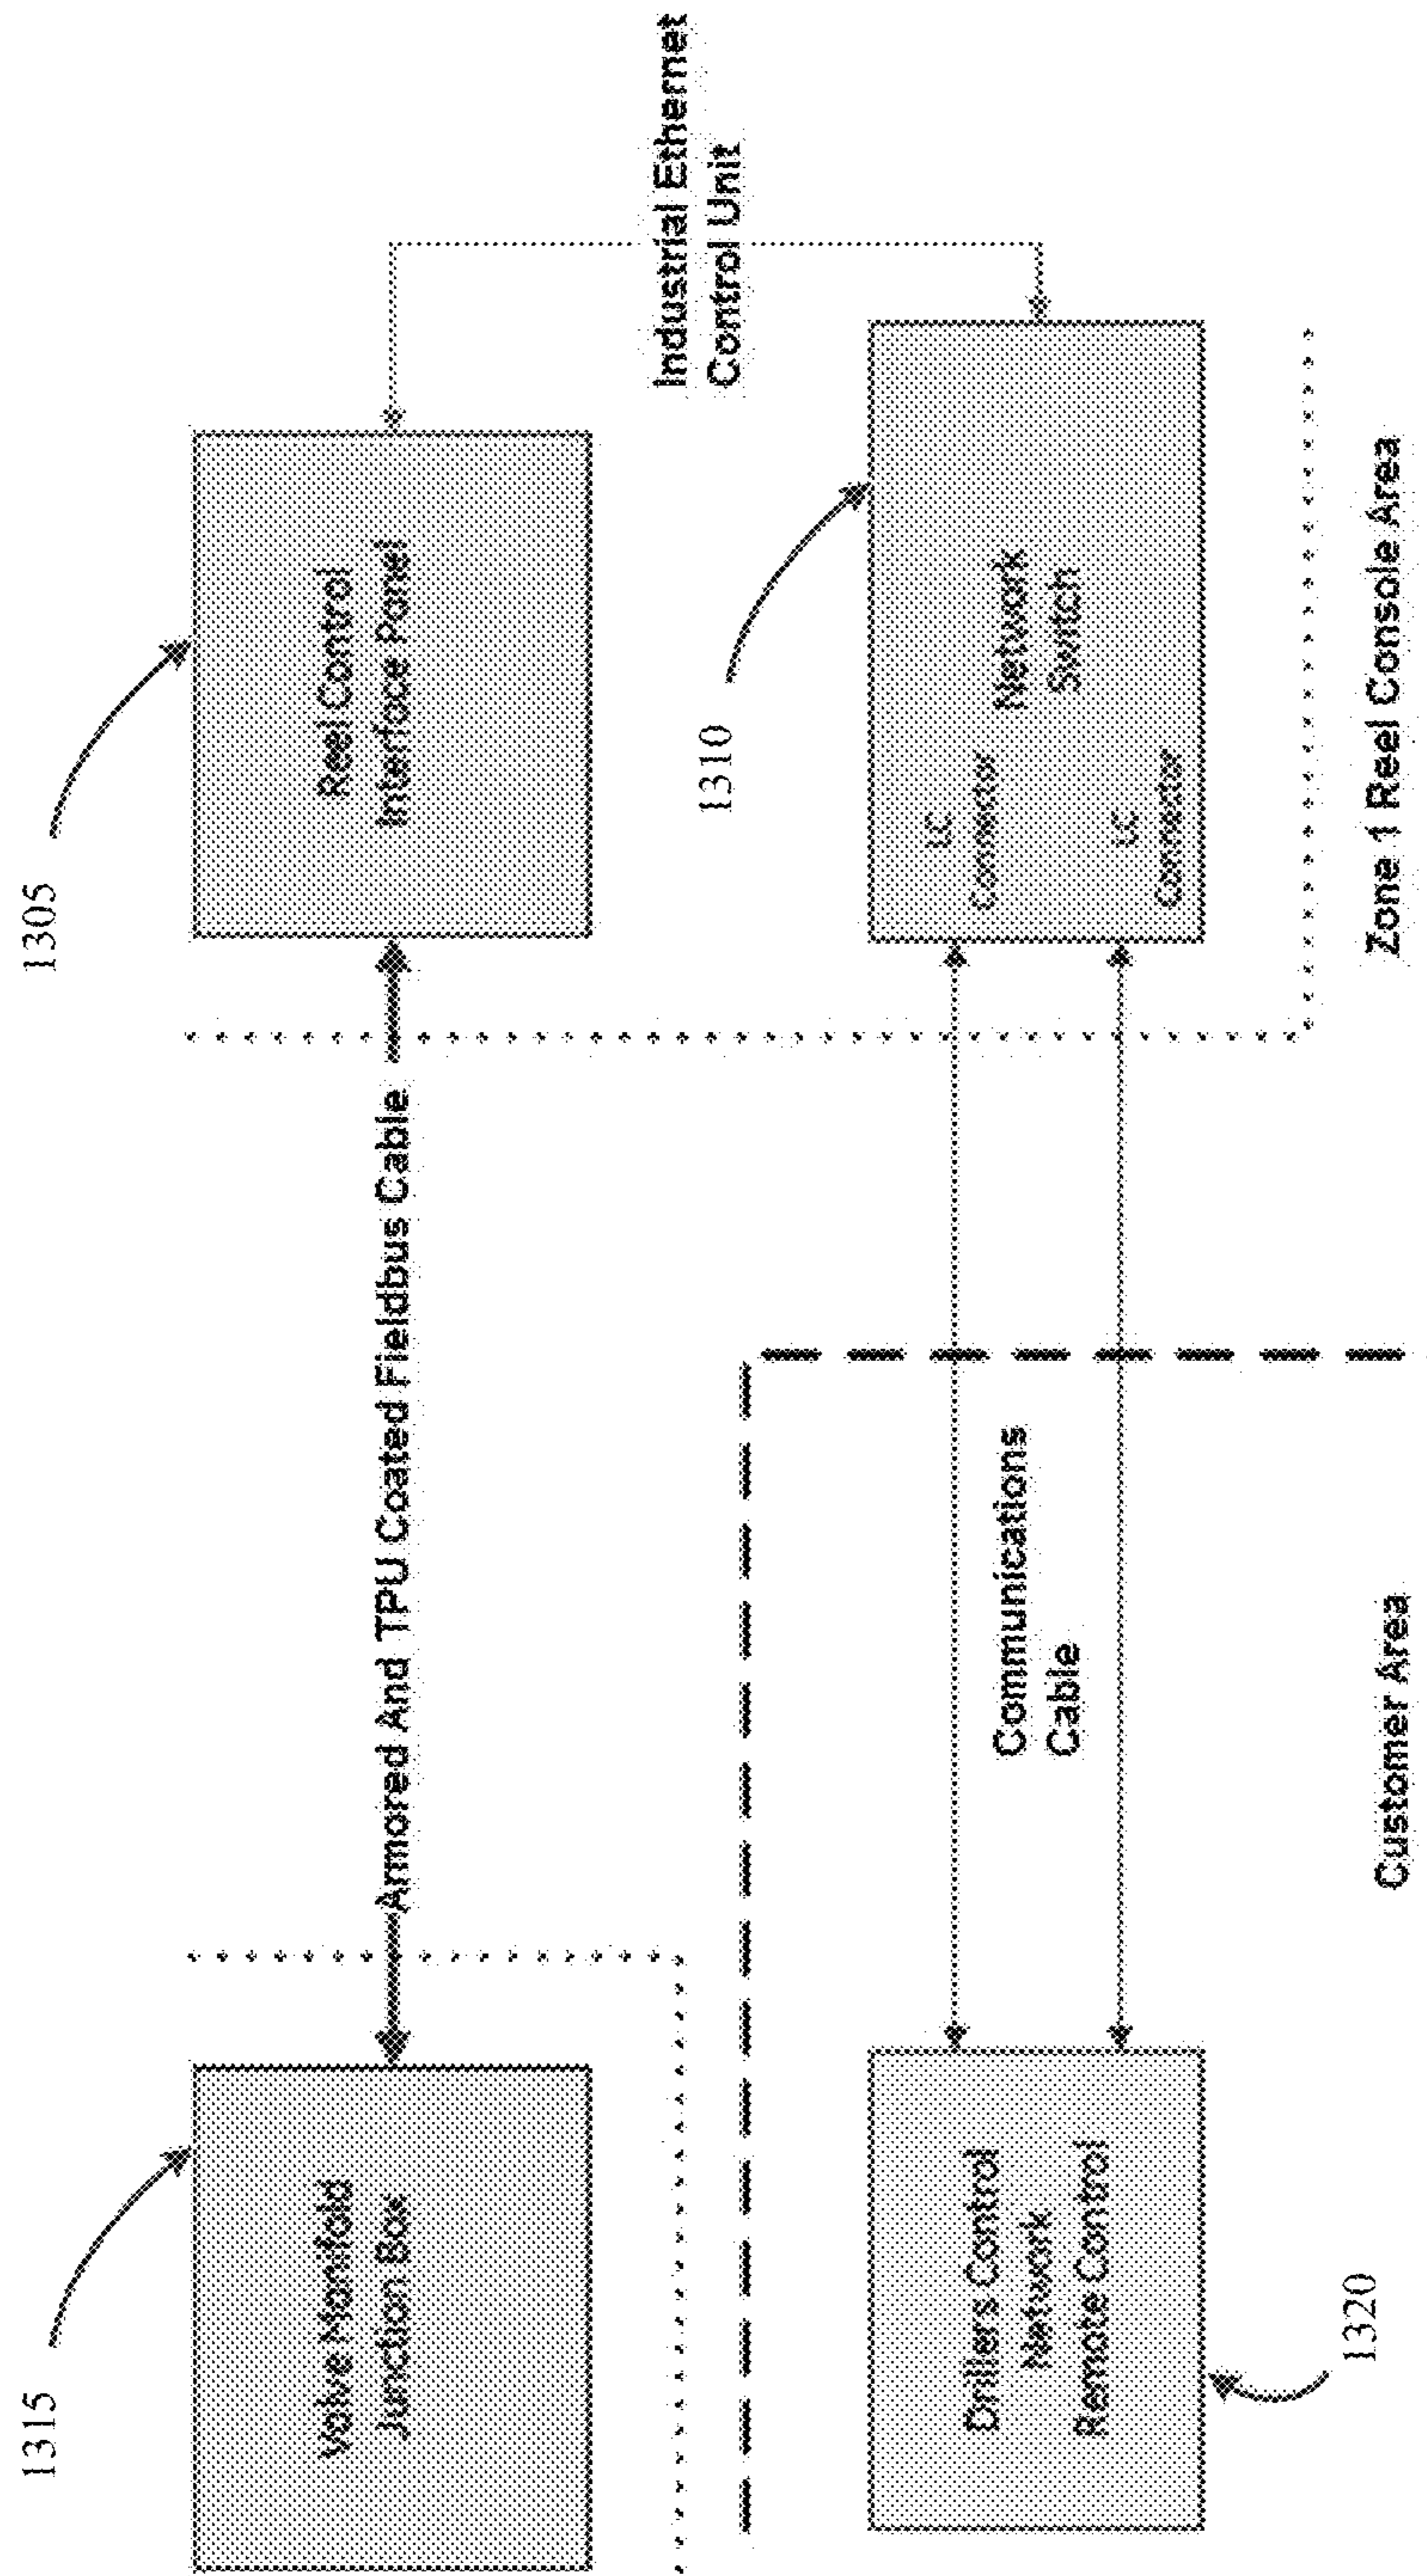 1315
Valve Manifold
Junction Box
Armored And TPU Coated Fieldbus Cable
1305
Reel Control
Interface Panel
Industrial Ethernet
Control Unit
1310
Network
Switch
LC
Connector
LC
Connector
Communications
Cable
Drillers Control
Network
Remote Control
1320
Customer Area
Zone 1 Reel Console Area